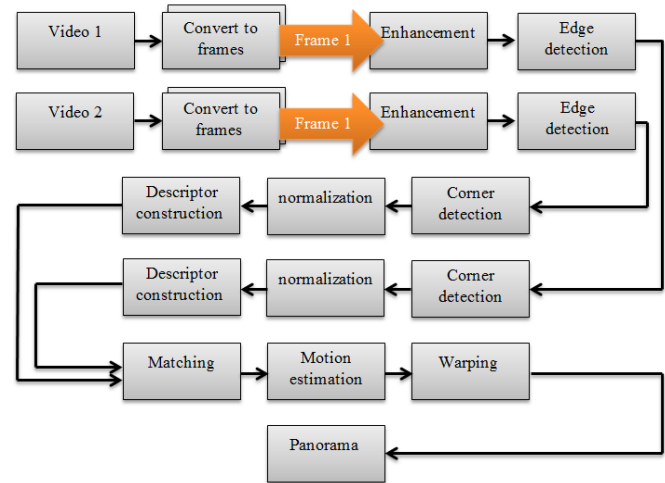 Video 1
Convert to
frames
Frame 1
Enhancement
Edge
detection
Video 2
Convert to
frames
Frame 1
Enhancement
Edge
detection
Descriptor
construction
normalization
Corner
detection
Descriptor
construction
normalization
Corner
detection
Matching
Motion
estimation
Warping
Panorama